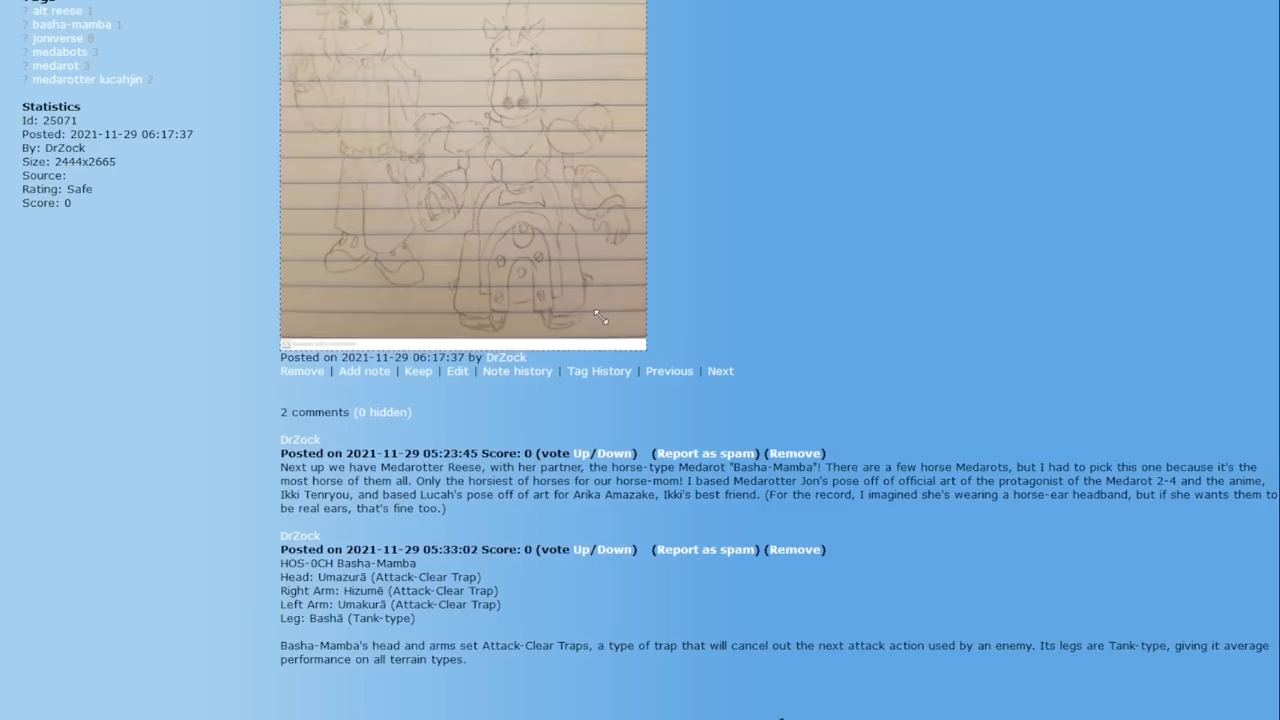 ? alt reese 1
? basha-mamba 1
? joniverse 8
? medabots 3
? medarot 3
? medarotter lucahjin 2
Statistics
Id: 25071
Posted: 2021-11-29 06:17:37
By: DrZock
Size: 2444x2665
Source:
Rating: Safe
Score: 0
Posted on 2021-11-29 06:17:37 by DrZock
Remove | Add note | Keep | Edit | Note history | Tag History | Previous | Next
2 comments (0 hidden)
DrZock
Posted on 2021-11-29 05:23:45 Score: 0 (vote Up/Down) (Report as spam) (Remove)
Next up we have Medarotter Reese, with her partner, the horse-type Medarot "Basha-Mamba"! There are a few horse Medarots, but I had to pick this one because it's the
most horse of them all. Only the horsiest of horses for our horse-mom! I based Medarotter Jon's pose off of official art of the protagonist of the Medarot 2-4 and the anime,
Ikki Tenryou, and based Lucah's pose off of art for Arika Amazake, Ikki's best friend. (For the record, I imagined she's wearing a horse-ear headband, but if she wants them to
be real ears, that's fine too.)
DrZock
Posted on 2021-11-29 05:33:02 Score: 0 (vote Up/Down) (Report as spam) (Remove)
HOS-0CH Basha-Mamba
Head: Umazurā (Attack-Clear Trap)
Right Arm: Hizumē (Attack-Clear Trap)
Left Arm: Umakurā (Attack-Clear Trap)
Leg: Bashā (Tank-type)
Basha-Mamba's head and arms set Attack-Clear Traps, a type of trap that will cancel out the next attack action used by an enemy. Its legs are Tank-type, giving it average
performance on all terrain types.